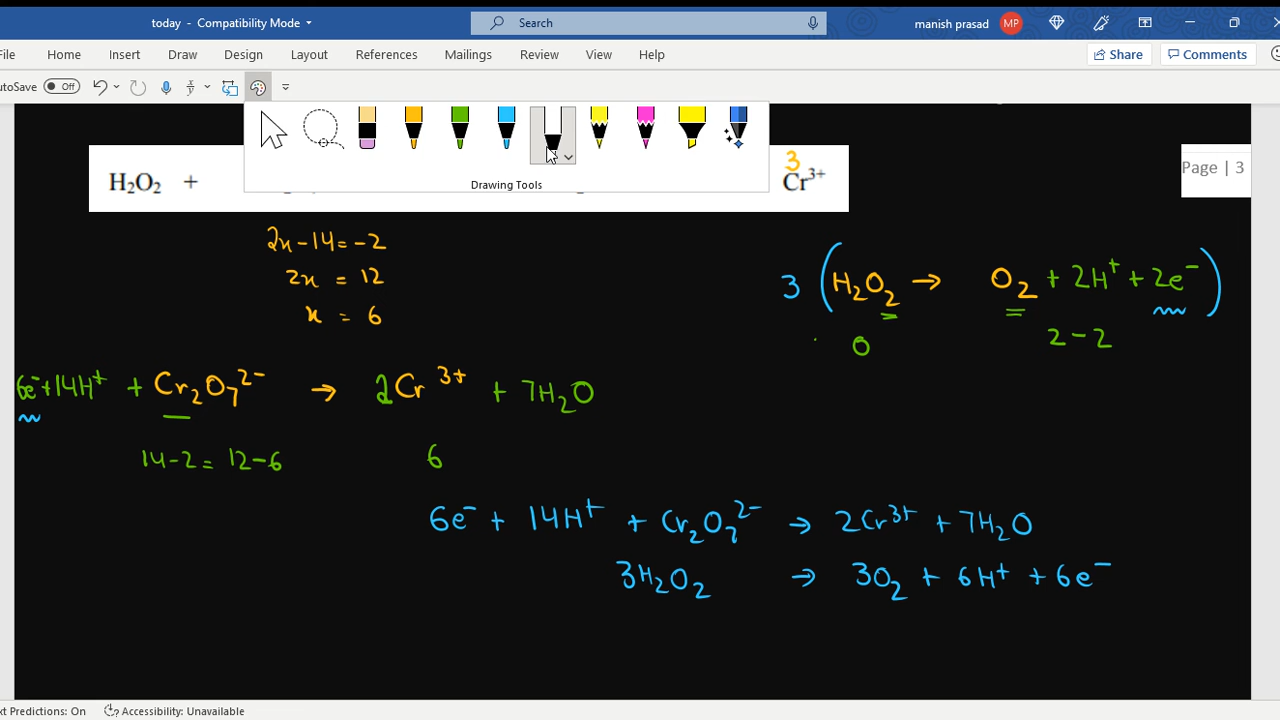 today - Compatibility Mode
Search
manish prasad MP
File Home Insert Draw Design Layout References Mailings Review View Help
Share Comments
utoSave Off
Drawing Tools
H₂O₂ +
3
Cr³⁺
Page | 3
2x-14=-2
2x = 12
x = 6
3 (H₂O₂ → O₂ + 2H⁺ + 2e⁻)
0 2-2
6e⁻+14H⁺ + Cr₂O₇²⁻ → 2Cr³⁺ + 7H₂O
14-2 = 12-6 6
6e⁻ + 14H⁺ + Cr₂O₇²⁻ → 2Cr³⁺ + 7H₂O
3H₂O₂ → 3O₂ + 6H⁺ + 6e⁻
xt Predictions: On Accessibility: Unavailable